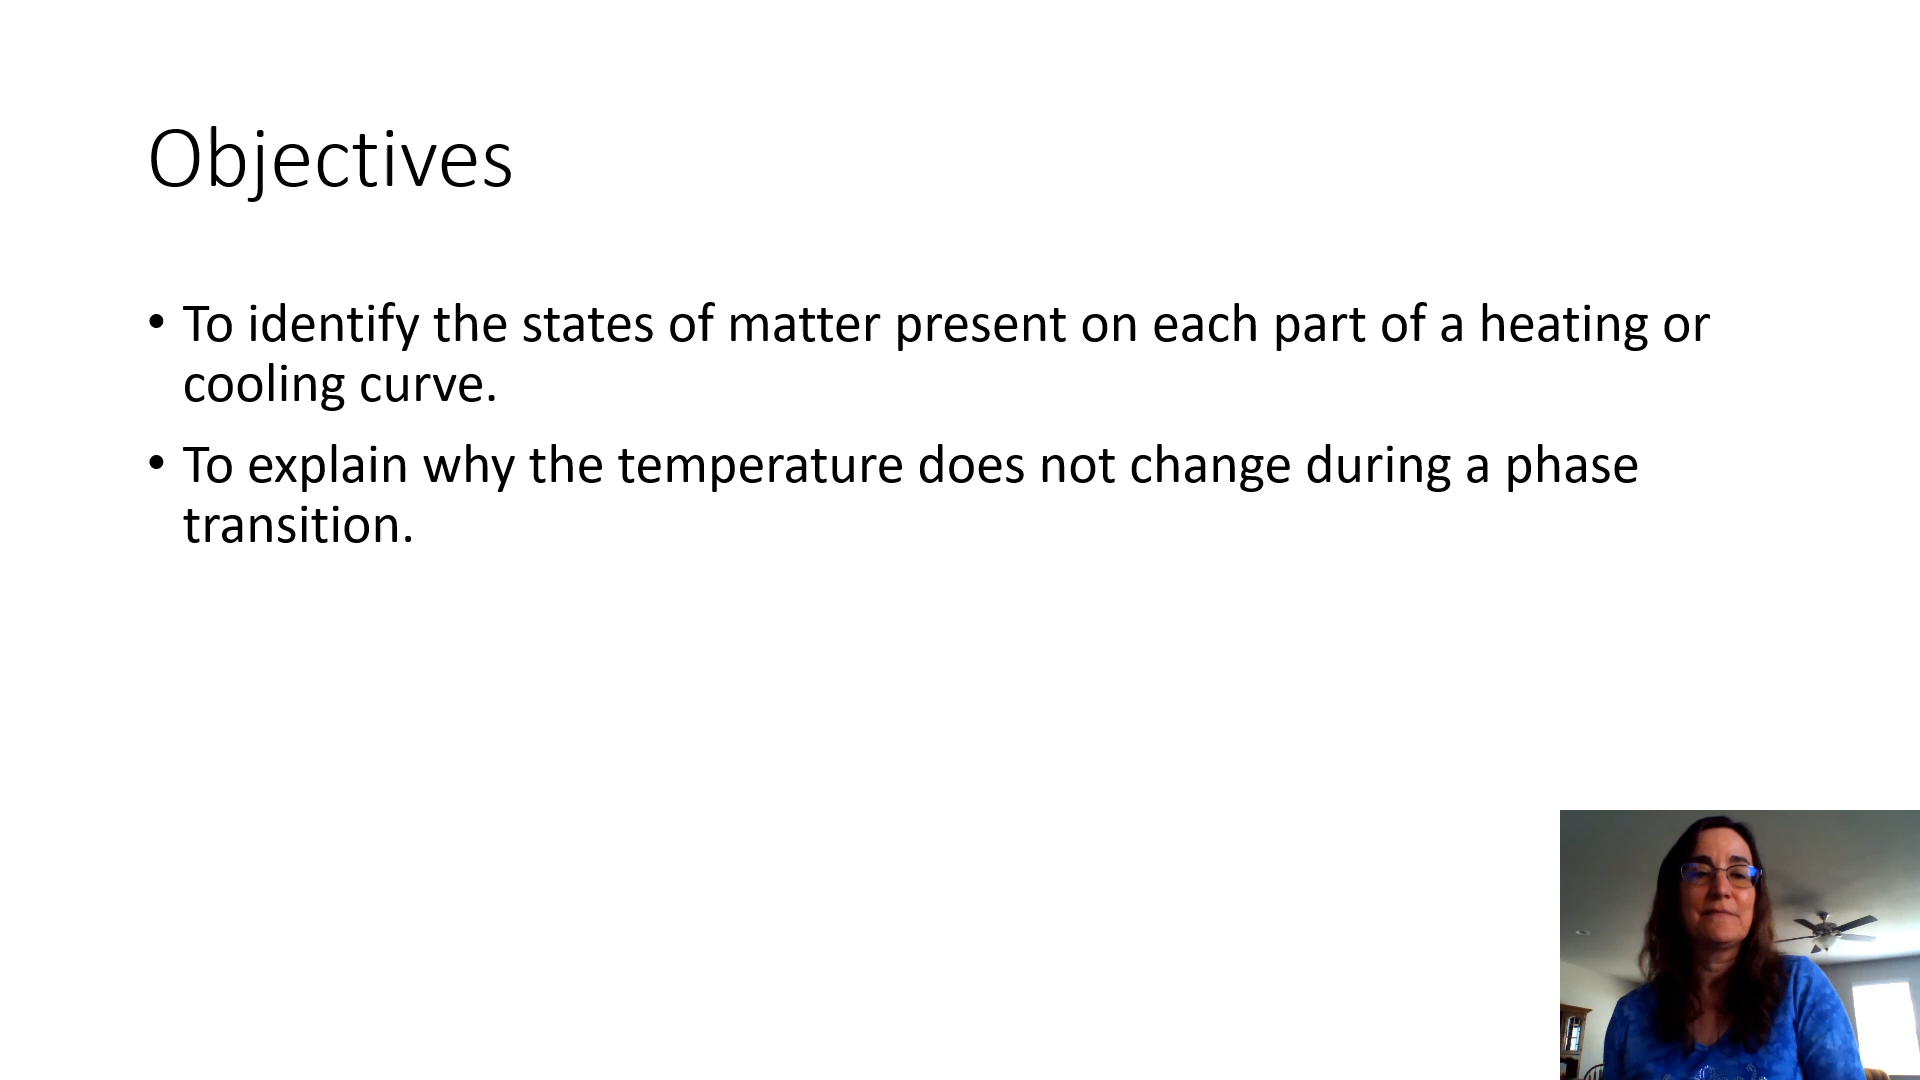 Objectives
• To identify the states of matter present on each part of a heating or
cooling curve.
• To explain why the temperature does not change during a phase
transition.